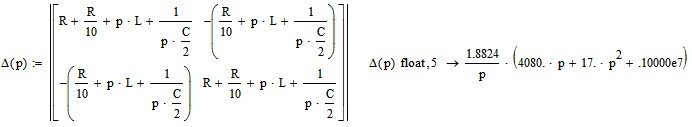 Δ(p) := |[ R + R/10 + p · L + 1/(p · C/2)   -(R/10 + p · L + 1/(p · C/2)) ; -(R/10 + p · L + 1/(p · C/2))   R + R/10 + p · L + 1/(p · C/2) ]|   Δ(p) float,5 → 1.8824/p · (4080. · p + 17. · p² + .10000e7)